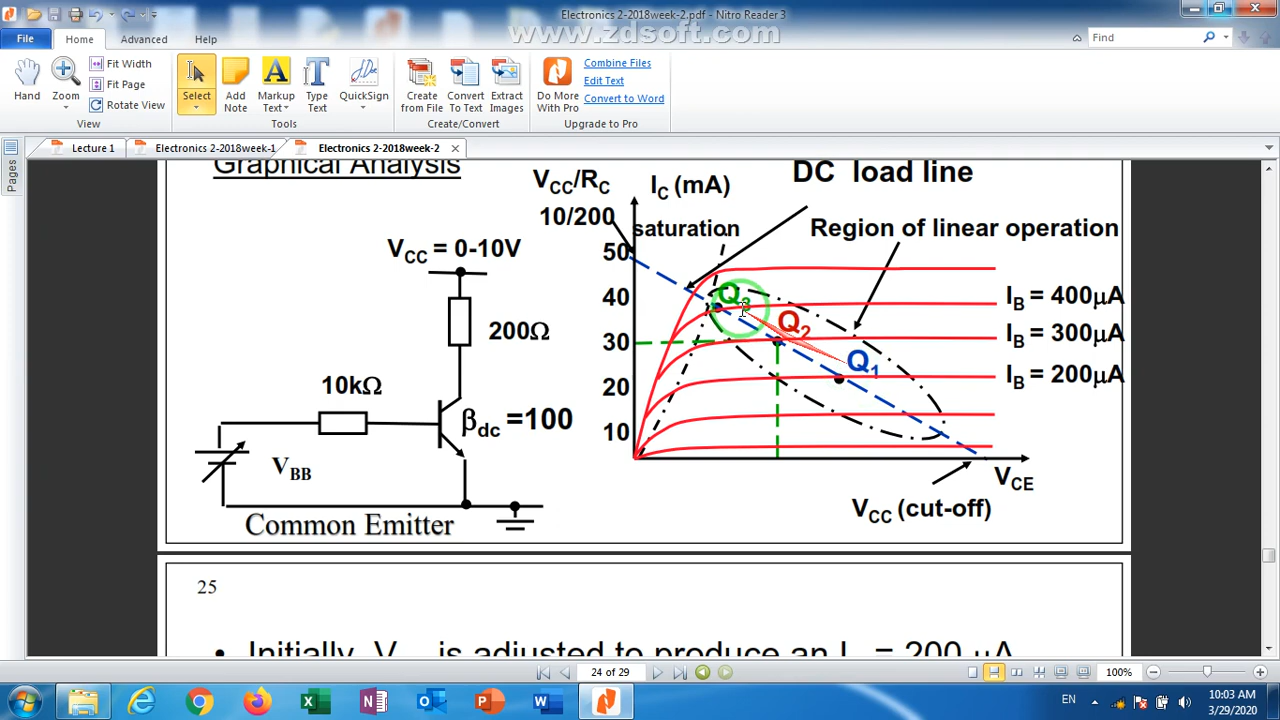 Electronics 2-2018week-2.pdf - Nitro Reader 3
www.zdsoft.com
File Home Advanced Help
Find
Hand
Zoom
Fit Width
Fit Page
Rotate View
View
Select
Add Note
Markup Text
Type Text
QuickSign
Tools
Create from File
Convert To Text
Extract Images
Create/Convert
Do More With Pro
Combine Files
Edit Text
Convert to Word
Upgrade to Pro
Lecture 1 Electronics 2-2018week-1 Electronics 2-2018week-2
Pages
Graphical Analysis
VCC = 0-10V
200Ω
10kΩ
βdc =100
VBB
Common Emitter
VCC/RC
10/200
IC (mA)
DC load line
saturation
Region of linear operation
50
40
30
20
10
Q3
Q2
Q1
IB = 400μA
IB = 300μA
IB = 200μA
VCE
VCC (cut-off)
25
24 of 29
100%
EN
10:03 AM
3/29/2020